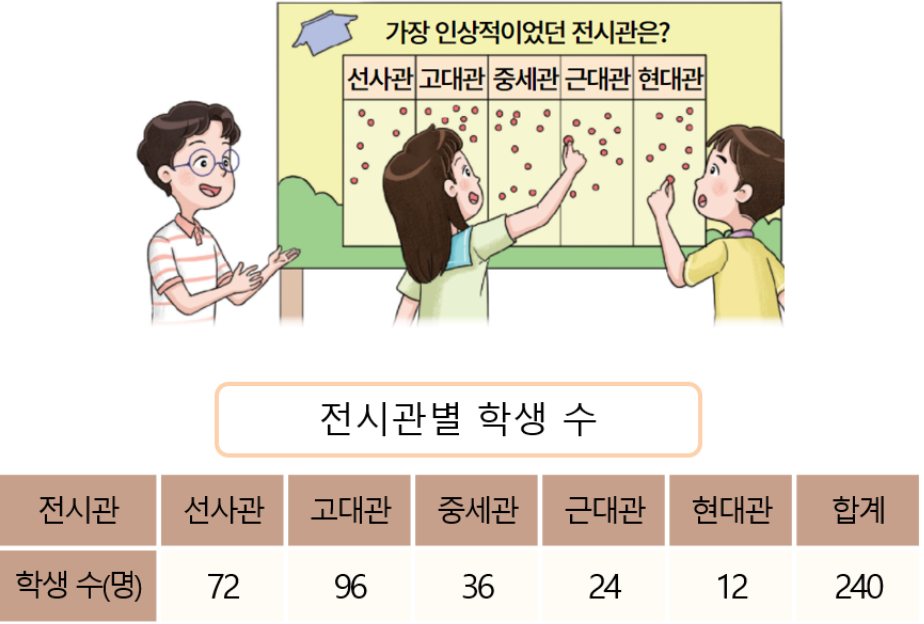 가장 인상적이었던 전시관은?
선사관 고대관 중세관 근대관 현대관
전시관별 학생 수
전시관 선사관 고대관 중세관 근대관 현대관 합계
학생 수(명) 72 96 36 24 12 240